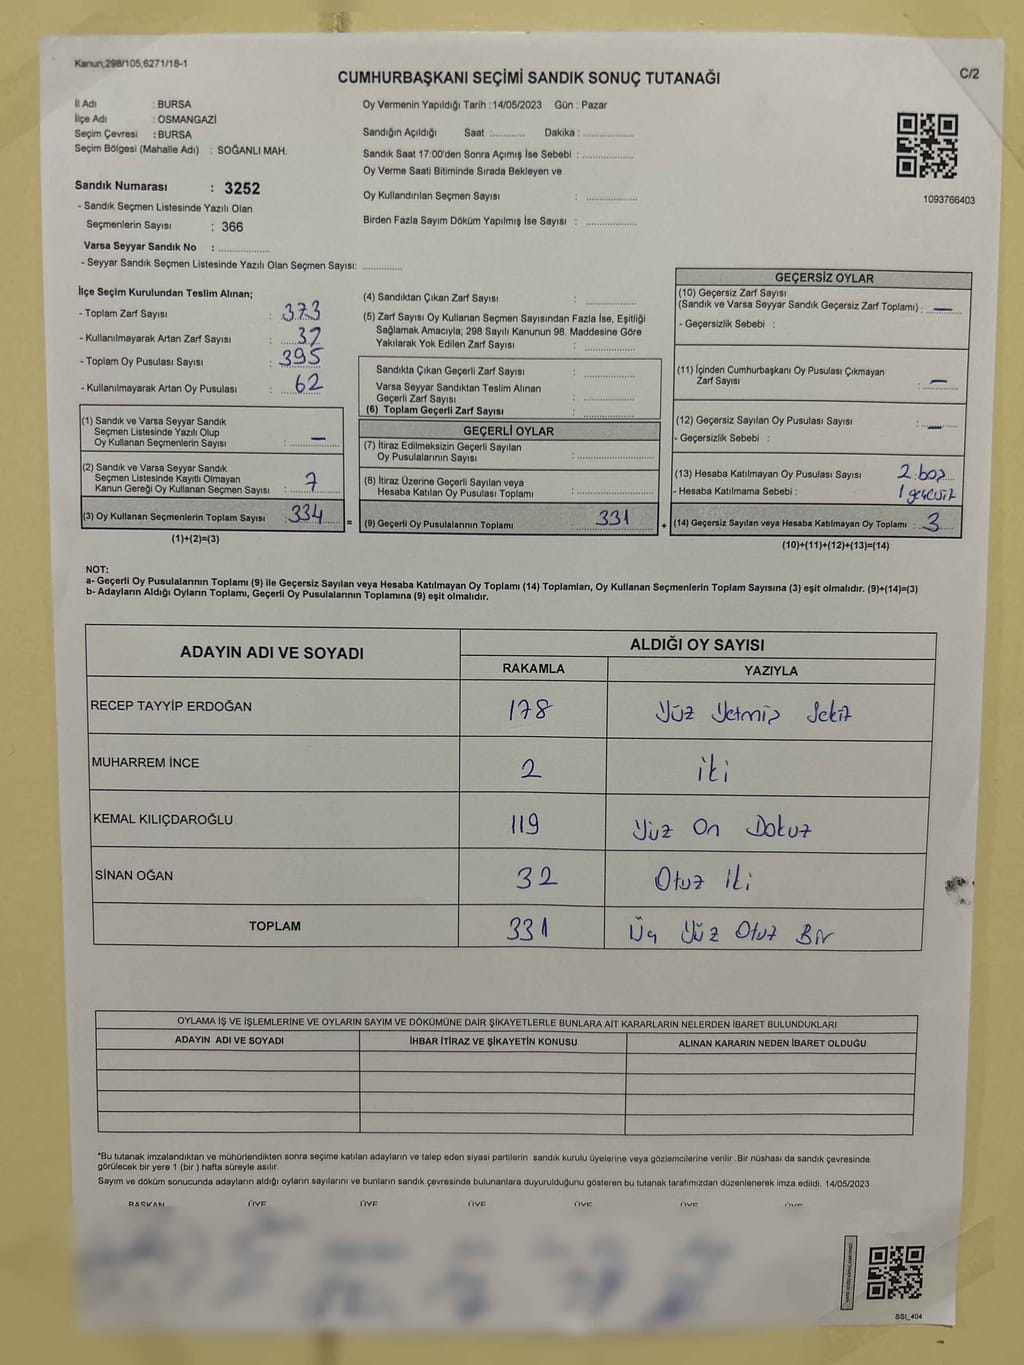 Kanun;298/105;6271/18-1
CUMHURBAŞKANI SEÇİMİ SANDIK SONUÇ TUTANAĞI
C/2
İl Adı : BURSA
İlçe Adı : OSMANGAZİ
Seçim Çevresi : BURSA
Seçim Bölgesi (Mahalle Adı) : SOĞANLI MAH.
Sandık Numarası : 3252
- Sandık Seçmen Listesinde Yazılı Olan
Seçmenlerin Sayısı : 366
Varsa Seyyar Sandık No : ...............
- Seyyar Sandık Seçmen Listesinde Yazılı Olan Seçmen Sayısı: ............
Oy Vermenin Yapıldığı Tarih :14/05/2023 Gün : Pazar
Sandığın Açıldığı Saat :.......... Dakika : ...............
Sandık Saat 17:00'den Sonra Açımış İse Sebebi : ...............
Oy Verme Saati Bitiminde Sırada Bekleyen ve
Oy Kullandırılan Seçmen Sayısı : ...............
Birden Fazla Sayım Döküm Yapılmış İse Sayısı : ...............
1093766403
İlçe Seçim Kurulundan Teslim Alınan;
- Toplam Zarf Sayısı : 373
- Kullanılmayarak Artan Zarf Sayısı : 37
- Toplam Oy Pusulası Sayısı : 395
- Kullanılmayarak Artan Oy Pusulası : 62
(1) Sandık ve Varsa Seyyar Sandık
Seçmen Listesinde Yazılı Olup
Oy Kullanan Seçmenlerin Sayısı : —
(2) Sandık ve Varsa Seyyar Sandık
Seçmen Listesinde Kayıtlı Olmayan
Kanun Gereği Oy Kullanan Seçmen Sayısı : 7
(3) Oy Kullanan Seçmenlerin Toplam Sayısı : 334 =
(1)+(2)=(3)
(4) Sandıktan Çıkan Zarf Sayısı : ...............
(5) Zarf Sayısı Oy Kullanan Seçmen Sayısından Fazla İse, Eşitliği
Sağlamak Amacıyla; 298 Sayılı Kanunun 98. Maddesine Göre
Yakılarak Yok Edilen Zarf Sayısı : ...............
Sandıkta Çıkan Geçerli Zarf Sayısı : ...............
Varsa Seyyar Sandıktan Teslim Alınan
Geçerli Zarf Sayısı : ...............
(6) Toplam Geçerli Zarf Sayısı : ...............
GEÇERLİ OYLAR
(7) İtiraz Edilmeksizin Geçerli Sayılan
Oy Pusulalarının Sayısı : ...............
(8) İtiraz Üzerine Geçerli Sayılan veya
Hesaba Katılan Oy Pusulası Toplamı : ...............
(9) Geçerli Oy Pusulalarının Toplamı : 331 +
GEÇERSİZ OYLAR
(10) Geçersiz Zarf Sayısı
(Sandık ve Varsa Seyyar Sandık Geçersiz Zarf Toplamı) : —
- Geçersizlik Sebebi :
(11) İçinden Cumhurbaşkanı Oy Pusulası Çıkmayan
Zarf Sayısı : —
(12) Geçersiz Sayılan Oy Pusulası Sayısı : —
- Geçersizlik Sebebi :
(13) Hesaba Katılmayan Oy Pusulası Sayısı 2 boş
- Hesaba Katılmama Sebebi : 1 geçersiz
(14) Geçersiz Sayılan veya Hesaba Katılmayan Oy Toplamı : 3
(10)+(11)+(12)+(13)=(14)
NOT:
a- Geçerli Oy Pusulalarının Toplamı (9) ile Geçersiz Sayılan veya Hesaba Katılmayan Oy Toplamı (14) Toplamları, Oy Kullanan Seçmenlerin Toplam Sayısına (3) eşit olmalıdır. (9)+(14)=(3)
b- Adayların Aldığı Oyların Toplamı, Geçerli Oy Pusulalarının Toplamına (9) eşit olmalıdır.
ADAYIN ADI VE SOYADI
ALDIĞI OY SAYISI
RAKAMLA YAZIYLA
RECEP TAYYİP ERDOĞAN 178 Yüz Yetmiş Sekiz
MUHARREM İNCE 2 iki
KEMAL KILIÇDAROĞLU 119 Yüz On Dokuz
SİNAN OĞAN 32 Otuz iki
TOPLAM 331 Üç Yüz Otuz Bir
OYLAMA İŞ VE İŞLEMLERİNE VE OYLARIN SAYIM VE DÖKÜMÜNE DAİR ŞİKAYETLERLE BUNLARA AİT KARARLARIN NELERDEN İBARET BULUNDUKLARI
ADAYIN ADI VE SOYADI İHBAR İTİRAZ VE ŞİKAYETİN KONUSU ALINAN KARARIN NEDEN İBARET OLDUĞU
*Bu tutanak imzalandıktan ve mühürlendikten sonra seçime katılan adayların ve talep eden siyasi partilerin sandık kurulu üyelerine veya gözlemcilerine verilir .Bir nüshası da sandık çevresinde
görülecek bir yere 1 (bir ) hafta süreyle asılır.
Sayım ve döküm sonucunda adayların aldığı oyların sayılarını ve bunların sandık çevresinde bulunanlara duyurulduğunu gösteren bu tutanak tarafımızdan düzenlenerek imza edildi. 14/05/2023
BAŞKAN ÜYE ÜYE ÜYE ÜYE ÜYE ÜYE
SSI_404